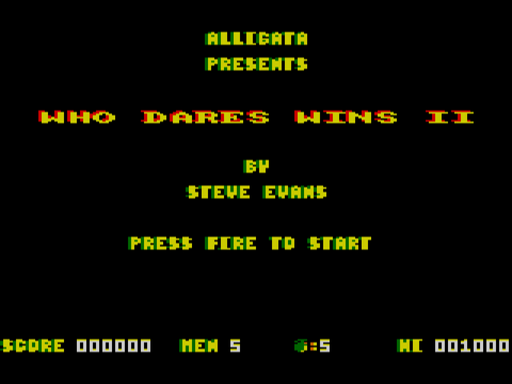 ALLIGATA
PRESENTS
WHO DARES WINS II
BY
STEVE EVANS
PRESS FIRE TO START
SCORE 000000 MEN 5 :5 HI 001000